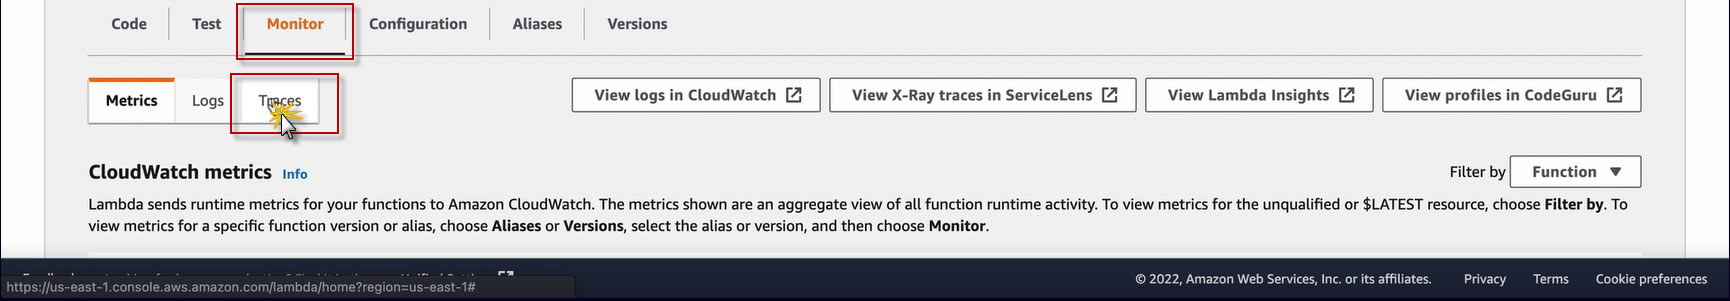 Code Test Monitor Configuration Aliases Versions
Metrics Logs Traces View logs in CloudWatch View X-Ray traces in ServiceLens View Lambda Insights View profiles in CodeGuru
CloudWatch metrics Info Filter by Function
Lambda sends runtime metrics for your functions to Amazon CloudWatch. The metrics shown are an aggregate view of all function runtime activity. To view metrics for the unqualified or $LATEST resource, choose Filter by. To
view metrics for a specific function version or alias, choose Aliases or Versions, select the alias or version, and then choose Monitor.
© 2022, Amazon Web Services, Inc. or its affiliates. Privacy Terms Cookie preferences
https://us-east-1.console.aws.amazon.com/lambda/home?region=us-east-1#